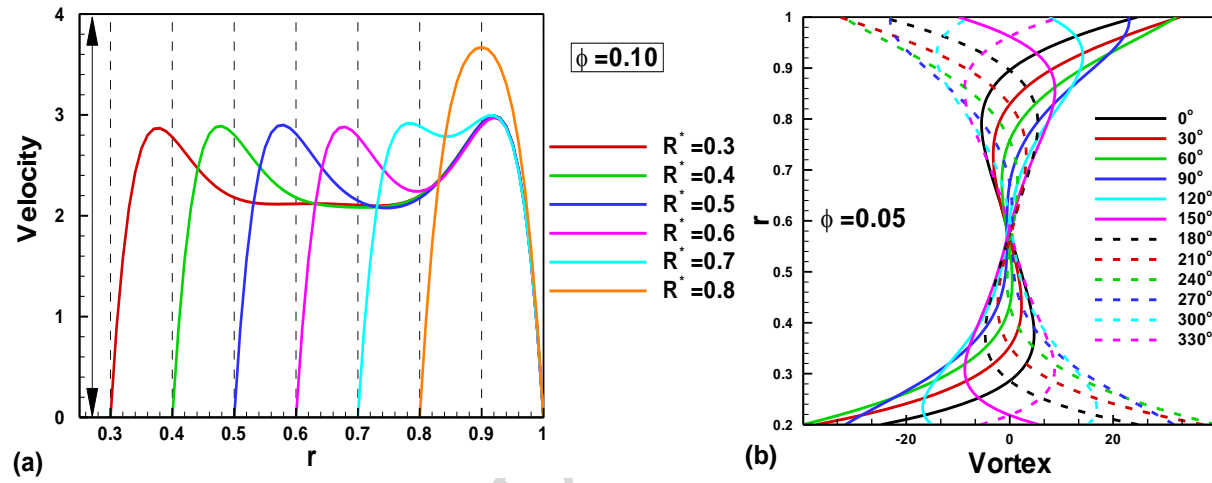 4
3
2
1
0
Velocity
0.3 0.4 0.5 0.6 0.7 0.8 0.9 1
r
(a)
ϕ=0.10
R*=0.3
R*=0.4
R*=0.5
R*=0.6
R*=0.7
R*=0.8
1
0.9
0.8
0.7
0.6
0.5
0.4
0.3
0.2
r
ϕ=0.05
0°
30°
60°
90°
120°
150°
180°
210°
240°
270°
300°
330°
-20 0 20
Vortex
(b)